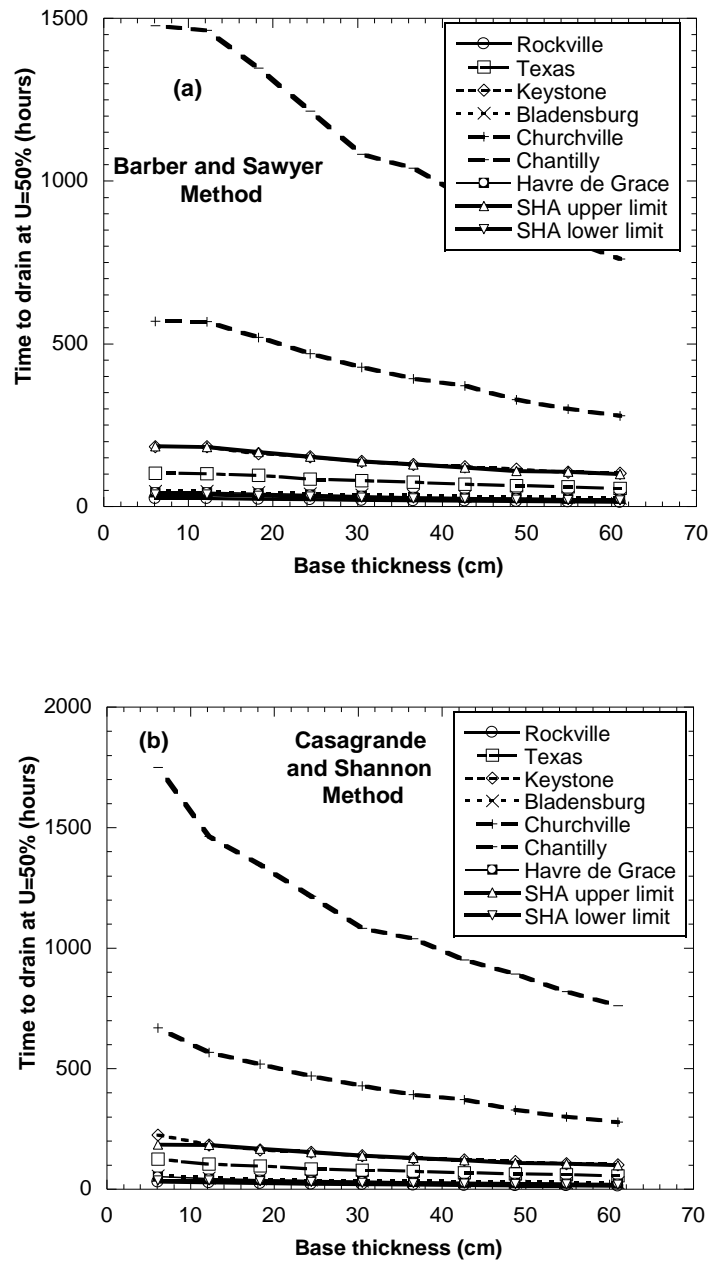 1500
(a)
Rockville
Texas
Keystone
Bladensburg
Churchville
Chantilly
Havre de Grace
SHA upper limit
SHA lower limit
Barber and Sawyer
Method
1000
500
0
Time to drain at U=50% (hours)
0 10 20 30 40 50 60 70
Base thickness (cm)
2000
(b)
Casagrande
and Shannon
Method
Rockville
Texas
Keystone
Bladensburg
Churchville
Chantilly
Havre de Grace
SHA upper limit
SHA lower limit
1500
1000
500
0
Time to drain at U=50% (hours)
0 10 20 30 40 50 60 70
Base thickness (cm)